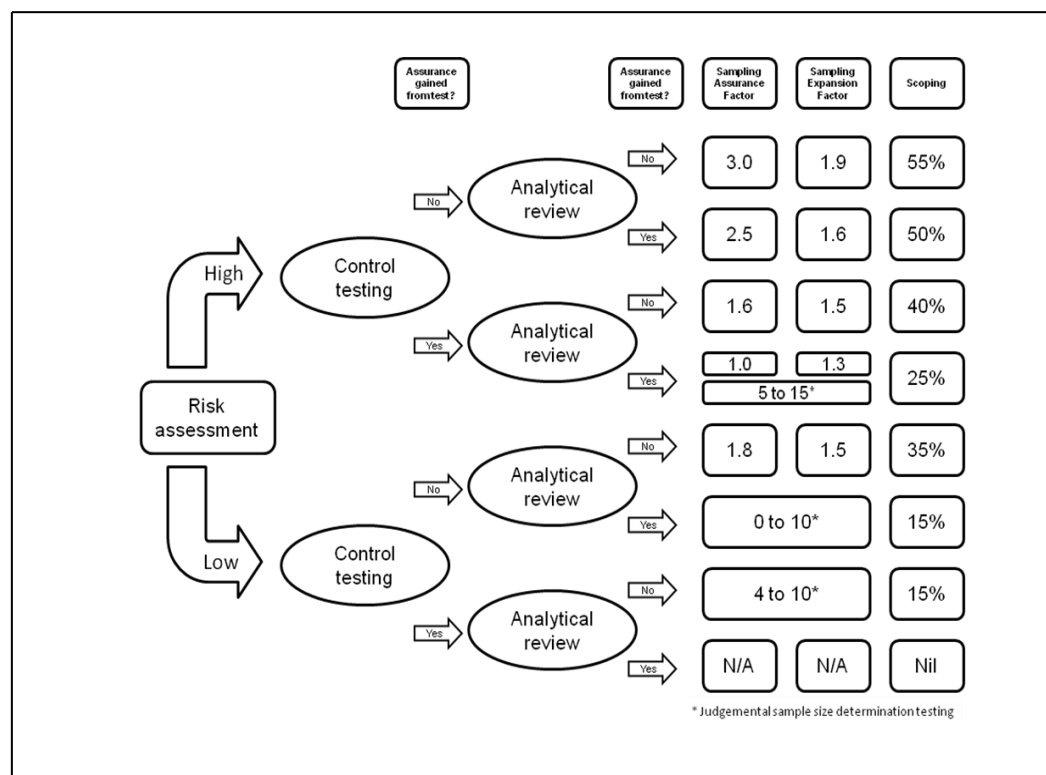 Assurance
gained
fromtest?
Assurance
gained
fromtest?
Sampling
Assurance
Factor
Sampling
Expansion
Factor
Scoping
No
3.0
1.9
55%
Analytical
review
No
Yes
2.5
1.6
50%
High
Control
testing
No
1.6
1.5
40%
Analytical
review
Yes
Yes
1.0
1.3
5 to 15*
25%
Risk
assessment
No
1.8
1.5
35%
Analytical
review
No
Yes
0 to 10*
15%
Low
Control
testing
No
4 to 10*
15%
Analytical
review
Yes
Yes
N/A
N/A
Nil
* Judgemental sample size determination testing